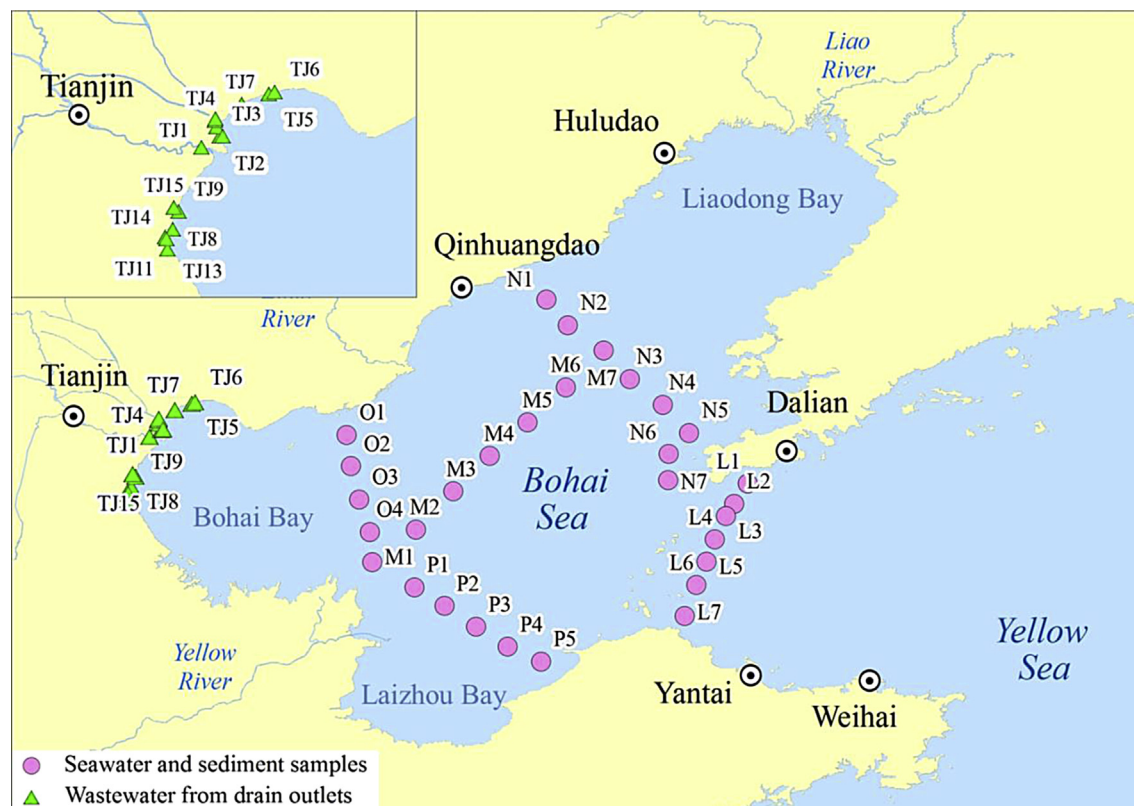 Tianjin
TJ7
TJ6
TJ4
TJ3
TJ5
TJ1
TJ2
TJ15
TJ9
TJ14
TJ8
TJ11
TJ13
Liao
River
Huludao
Liaodong Bay
Qinhuangdao
River
N1
N2
N3
M6
M7
N4
M5
N5
Dalian
Tianjin
TJ7
TJ6
TJ4
TJ5
TJ1
TJ9
TJ15
TJ8
O1
O2
O3
O4
M4
M3
M2
M1
N6
N7
L1
L2
L4
L3
L6
L5
L7
Bohai
Sea
Bohai Bay
P1
P2
P3
P4
P5
Yellow
River
Laizhou Bay
Yellow
Sea
Yantai
Weihai
Seawater and sediment samples
Wastewater from drain outlets